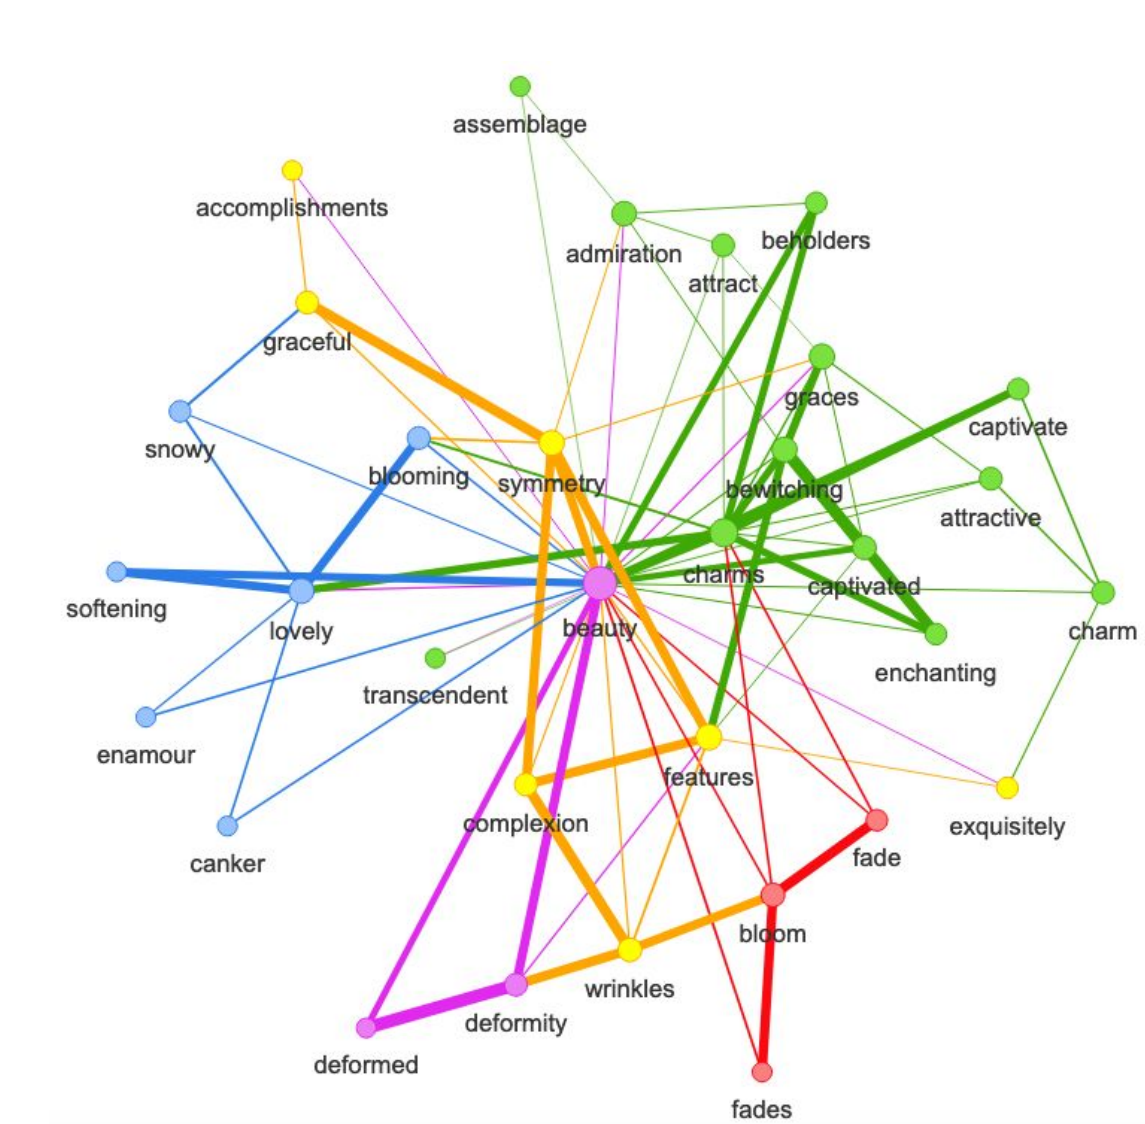 assemblage
accomplishments
admiration
beholders
attract
graceful
graces
captivate
snowy
blooming
symmetry
bewitching
attractive
charms
captivated
softening
lovely
beauty
charm
enchanting
transcendent
enamour
features
complexion
exquisitely
canker
fade
bloom
wrinkles
deformity
deformed
fades